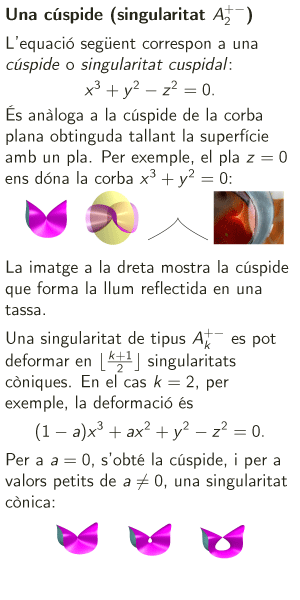 Una cúspide (singularitat $A_2^{+-}$)
L'equació següent correspon a una
cúspide o singularitat cuspidal:
$x^3 + y^2 - z^2 = 0.$
És anàloga a la cúspide de la corba
plana obtinguda tallant la superfície
amb un pla. Per exemple, el pla $z = 0$
ens dóna la corba $x^3 + y^2 = 0$:
La imatge a la dreta mostra la cúspide
que forma la llum reflectida en una
tassa.
Una singularitat de tipus $A_k^{+-}$ es pot
deformar en $\lfloor \frac{k+1}{2} \rfloor$ singularitats
còniques. En el cas $k = 2$, per
exemple, la deformació és
$(1 - a)x^3 + ax^2 + y^2 - z^2 = 0.$
Per a $a = 0$, s'obté la cúspide, i per a
valors petits de $a \neq 0$, una singularitat
cònica: